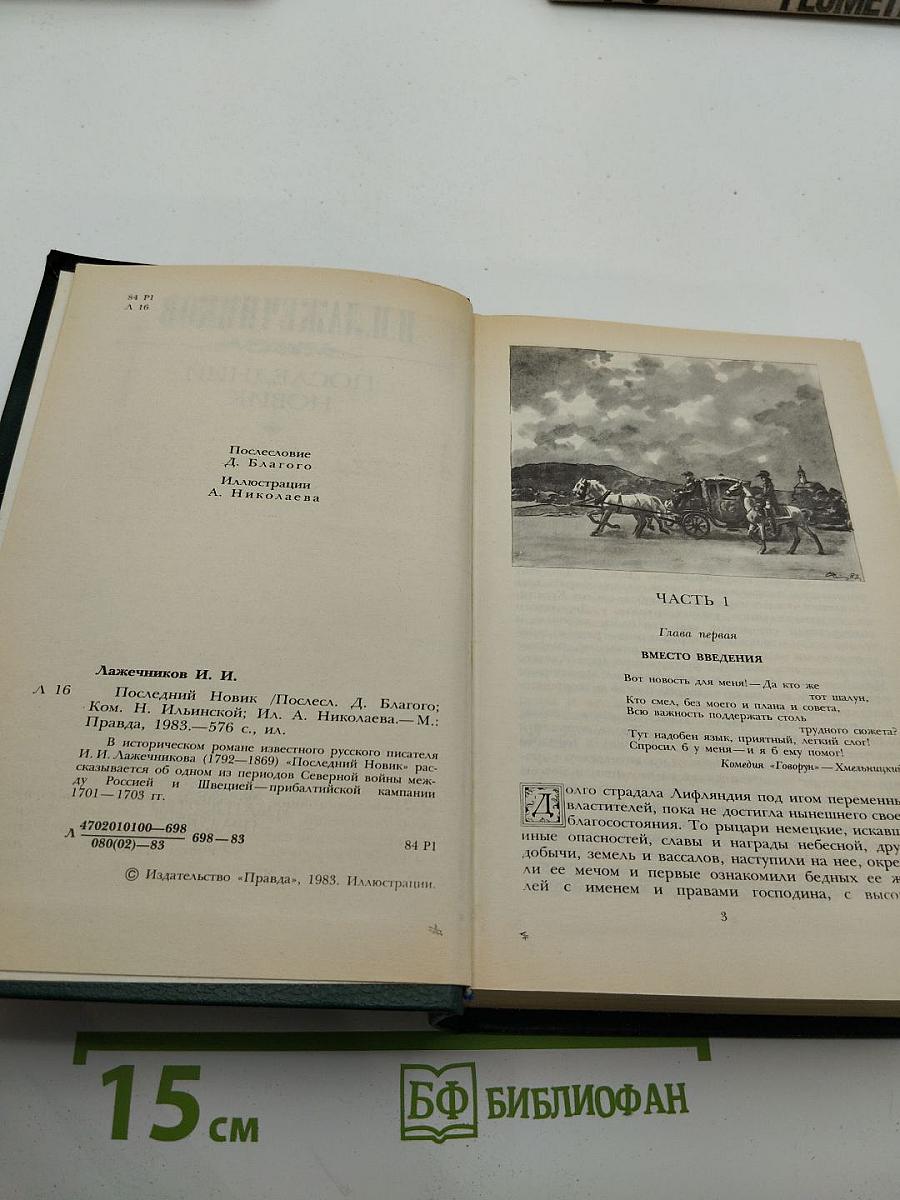 84 Р1
Л 16
Послесловие
Д. Благого
Иллюстрации
А. Николаева
Лажечников И. И.
Л 16
Последний Новик /Послесл. Д. Благого;
Ком. Н. Ильинской; Ил. А. Николаева.— М.:
Правда, 1983.—576 с., ил.
В историческом романе известного русского писателя
И. И. Лажечникова (1792—1869) «Последний Новик» рас-
сказывается об одном из периодов Северной войны меж-
ду Россией и Швецией — прибалтийской кампании
1701—1703 гг.
Л 4702010100—698
080(02)—83
698—83
84 Р1
© Издательство «Правда», 1983. Иллюстрации.
ЧАСТЬ 1
Глава первая
ВМЕСТО ВВЕДЕНИЯ
Вот новость для меня! — Да кто же
тот шалун,
Кто смел, без моего и плана и совета,
Всю важность поддержать столь
трудного сюжета?
Тут надобен язык, приятный, легкий слог!
Спросил б у меня — и я б ему помог!
Комедия «Говорун» — Хмельницкий
Долго страдала Лифляндия под игом переменны
властителей, пока не достигла нынешнего свое
благосостояния. То рыцари немецкие, искавш
иные опасностей, славы и награды небесной, дру
добычи, земель и вассалов, наступили на нее, окре
ли ее мечом и первые ознакомили бедных ее ж
лей с именем и правами господина, с высо
3
15 см
БФ БИБЛИОФАН